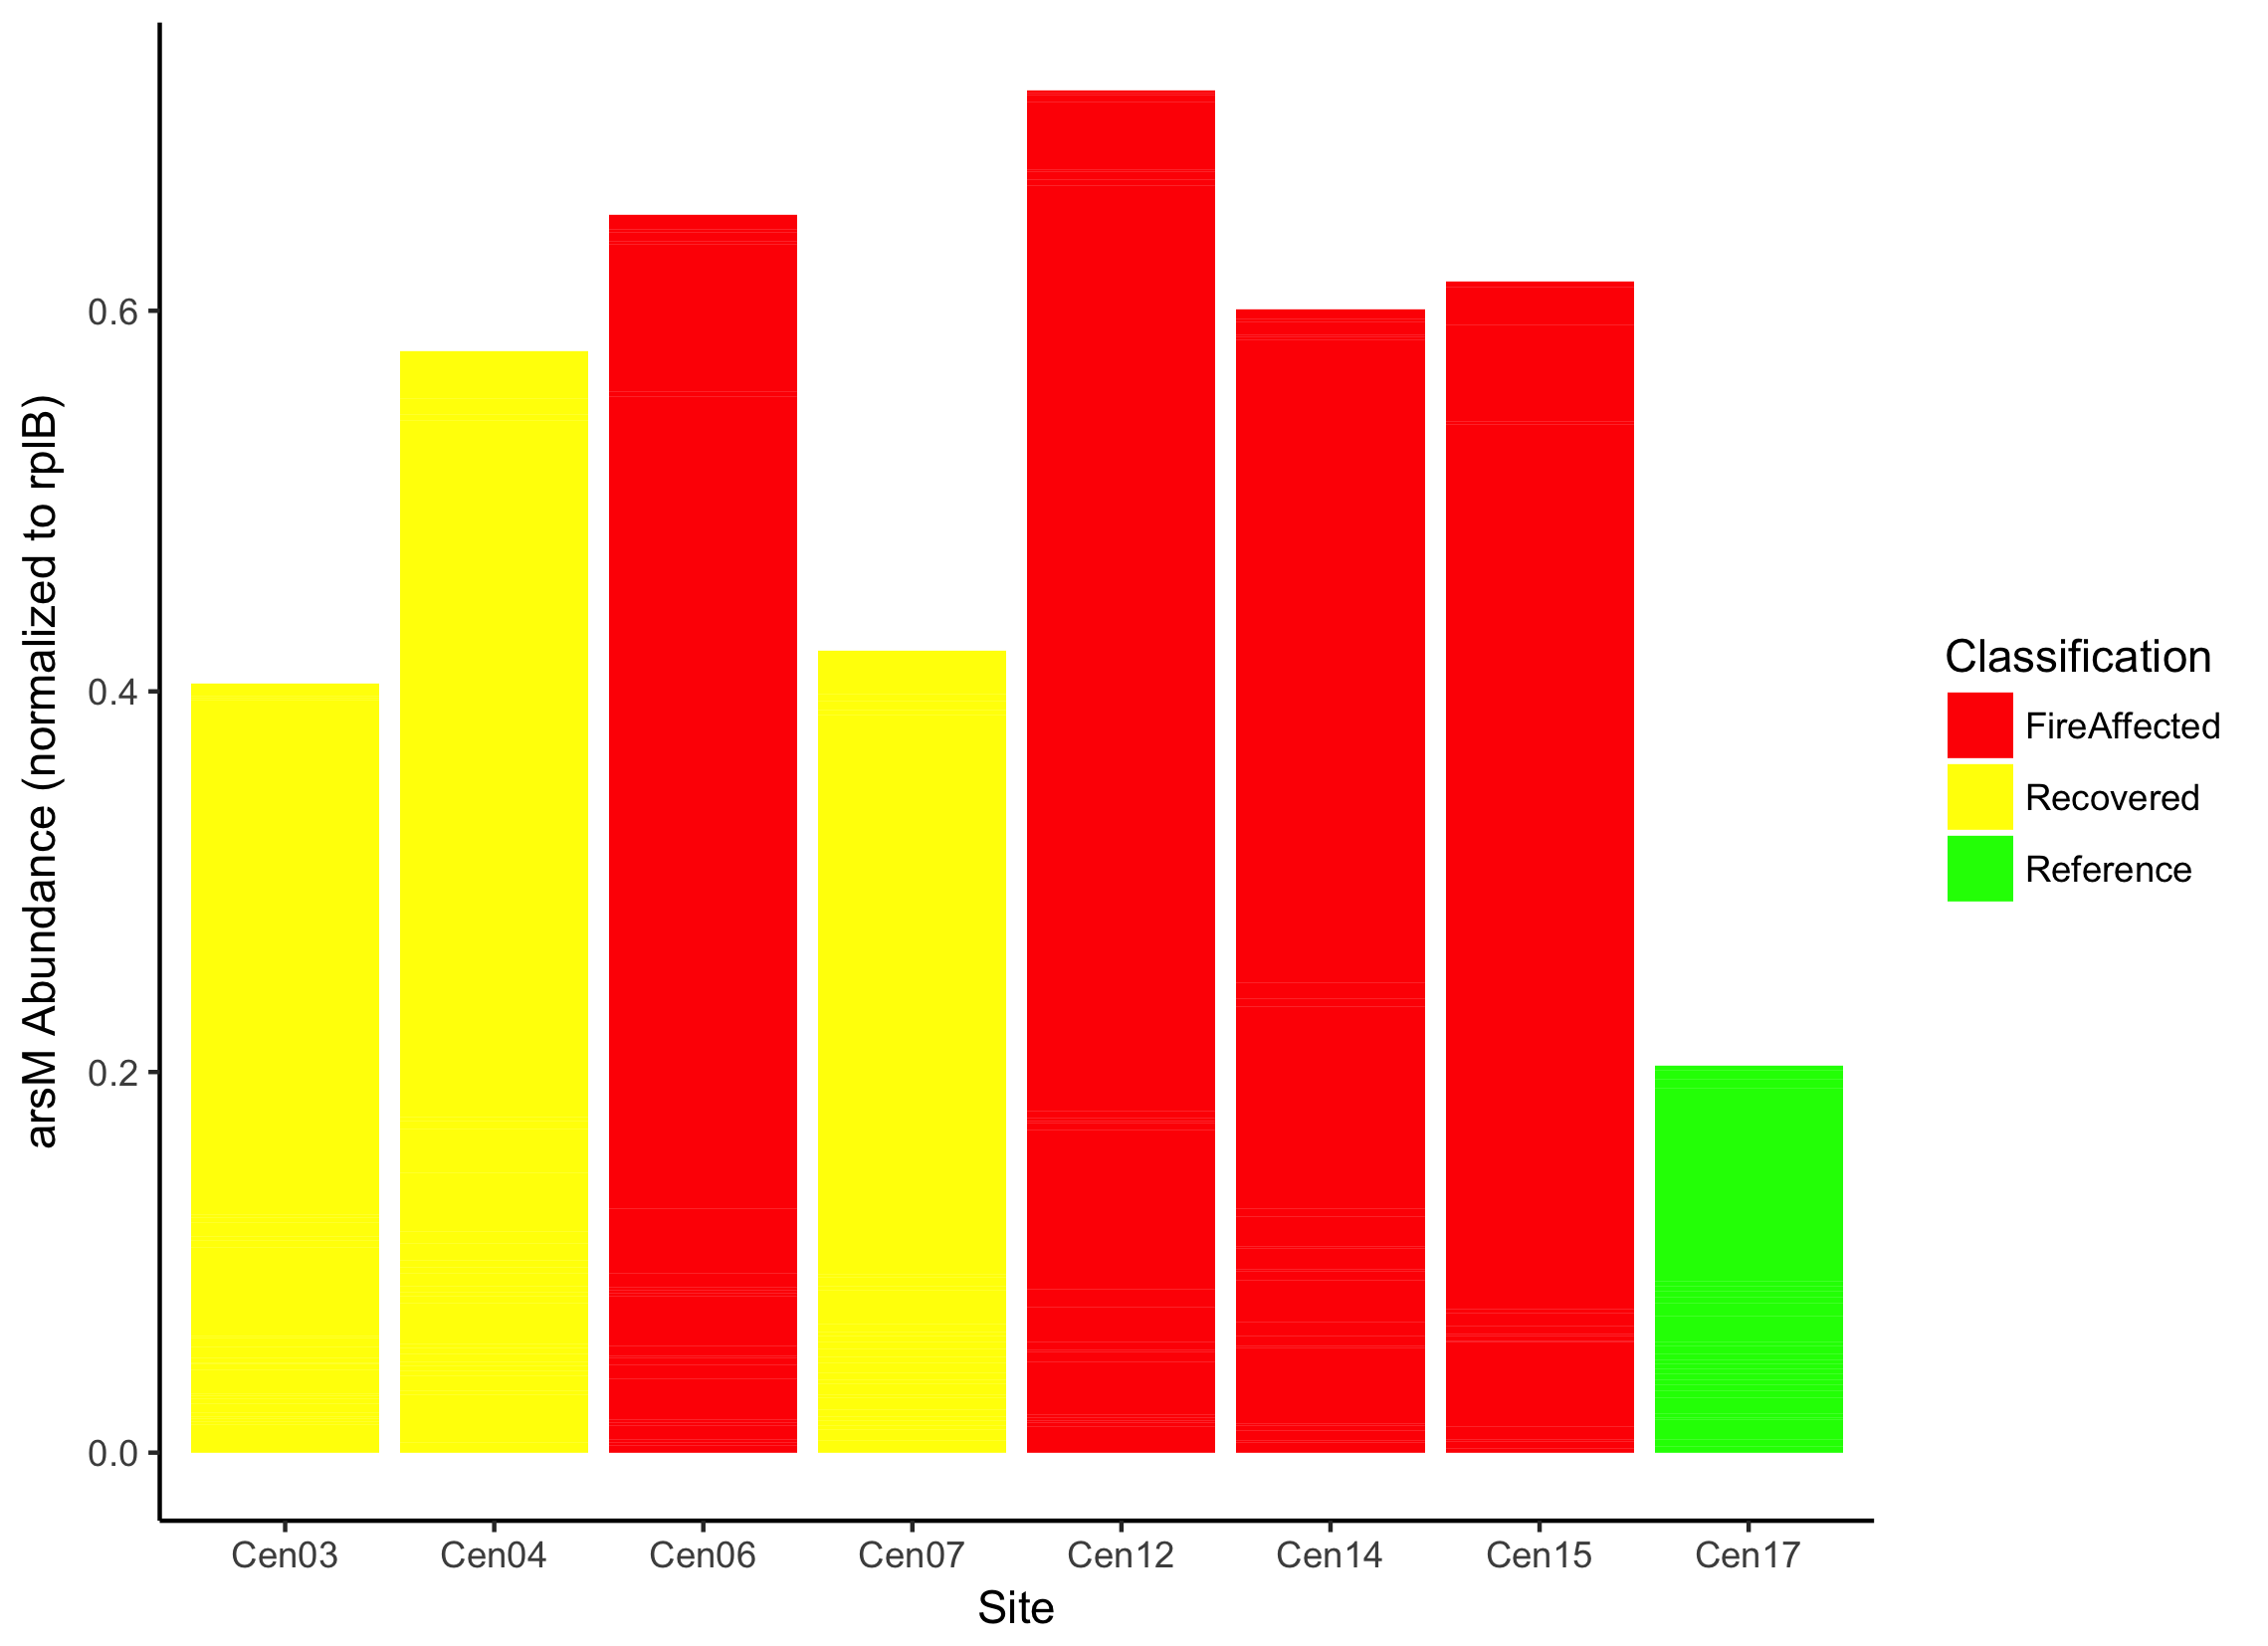 arsM Abundance (normalized to rplB)
0.6
0.4
0.2
0.0
Cen03 Cen04 Cen06 Cen07 Cen12 Cen14 Cen15 Cen17
Site
Classification
FireAffected
Recovered
Reference